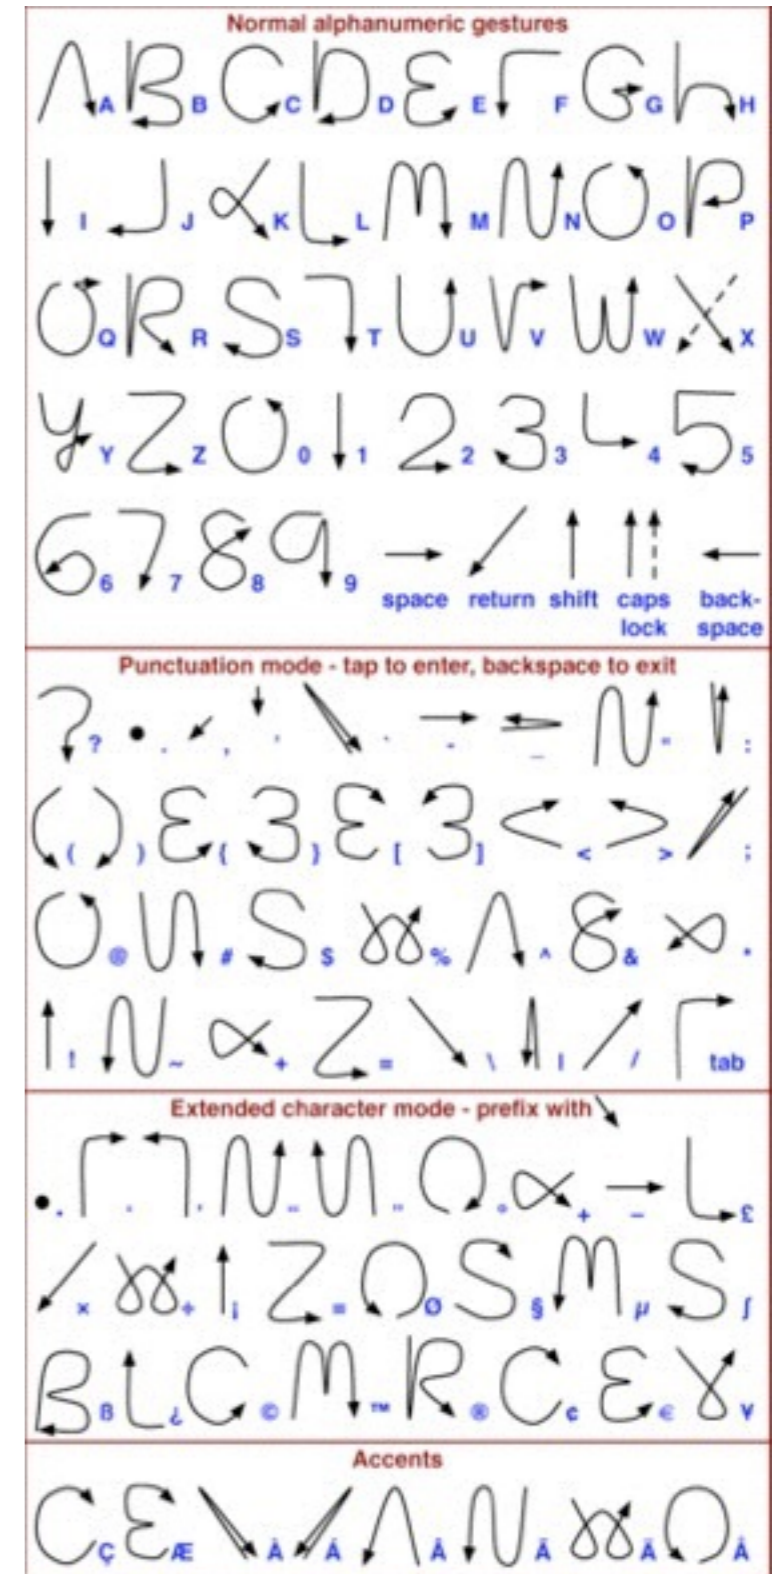 Normal alphanumeric gestures
A B C D E F G H
I J K L M N O P
Q R S T U V W X
Y Z 0 1 2 3 4 5
6 7 8 9 space return shift caps lock back-space
Punctuation mode - tap to enter, backspace to exit
? . , ' ` - _ " :
( ) { } [ ] < > ;
@ # $ % ^ & *
! ~ + = \ | / tab
Extended character mode - prefix with
• ‘ ’ “ ” ° + – £
× ÷ ¡ = Ø § µ ∫
ß ¿ © ™ ® ¢ € ¥
Accents
Ç Æ À Á Â Ã Ä Å